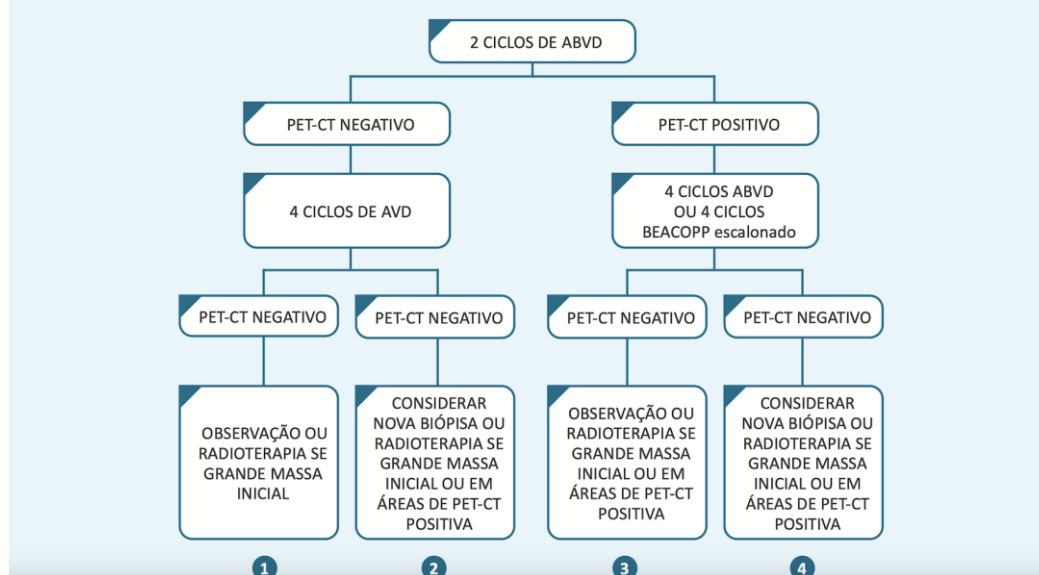 2 CICLOS DE ABVD
PET-CT NEGATIVO
PET-CT POSITIVO
4 CICLOS DE AVD
4 CICLOS ABVD
OU 4 CICLOS
BEACOPP escalonado
PET-CT NEGATIVO
PET-CT NEGATIVO
PET-CT NEGATIVO
PET-CT NEGATIVO
OBSERVAÇÃO OU
RADIOTERAPIA SE
GRANDE MASSA
INICIAL
CONSIDERAR
NOVA BIÓPISA OU
RADIOTERAPIA SE
GRANDE MASSA
INICIAL OU EM
ÁREAS DE PET-CT
POSITIVA
OBSERVAÇÃO OU
RADIOTERAPIA SE
GRANDE MASSA
INICIAL OU EM
ÁREAS DE PET-CT
POSITIVA
CONSIDERAR
NOVA BIÓPISA OU
RADIOTERAPIA SE
GRANDE MASSA
INICIAL OU EM
ÁREAS DE PET-CT
POSITIVA
1
2
3
4